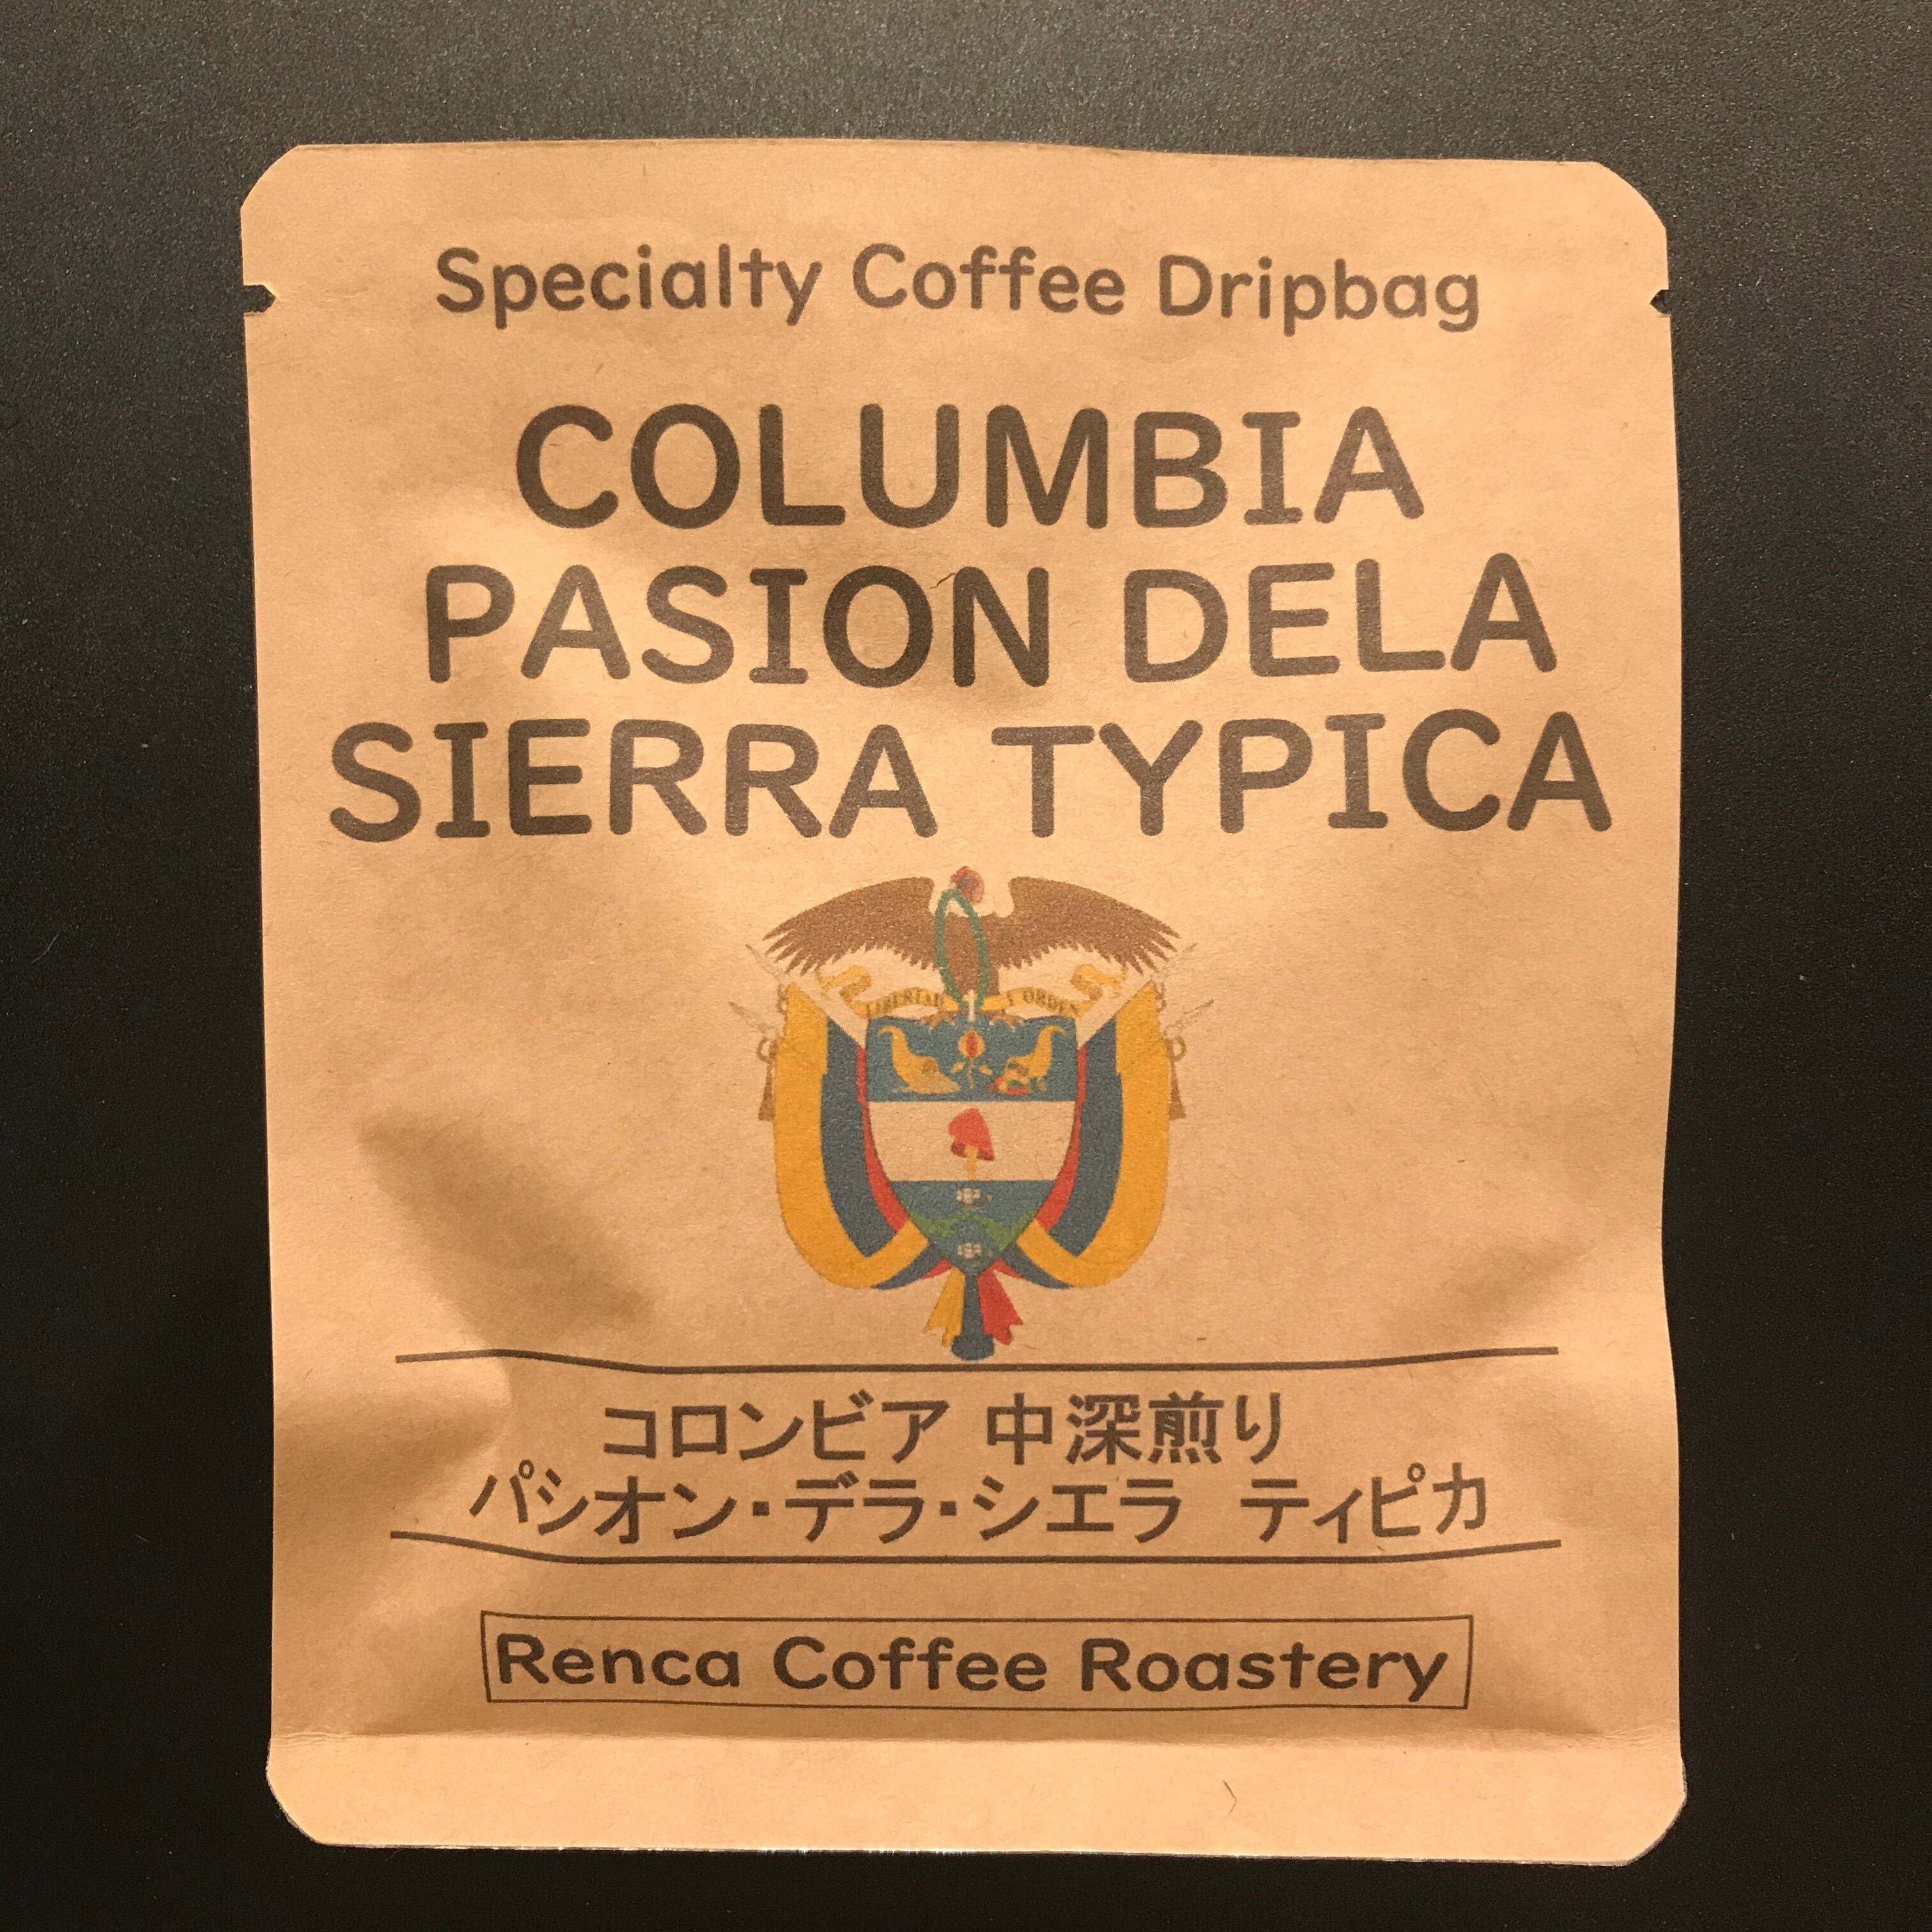 Specialty Coffee Dripbag
COLUMBIA
PASION DELA
SIERRA TYPICA
LIBERTAD Y ORDEN
コロンビア 中深煎り
パシオン・デラ・シエラ ティピカ
Renca Coffee Roastery